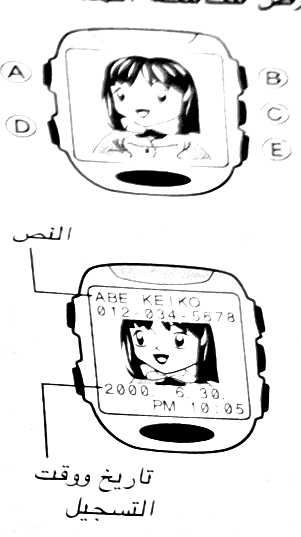 A
B
C
D
E
النص
ABE KEIKO
012-034-5678
2000. 6.30.
PM 10:05
تاريخ ووقت
التسجيل